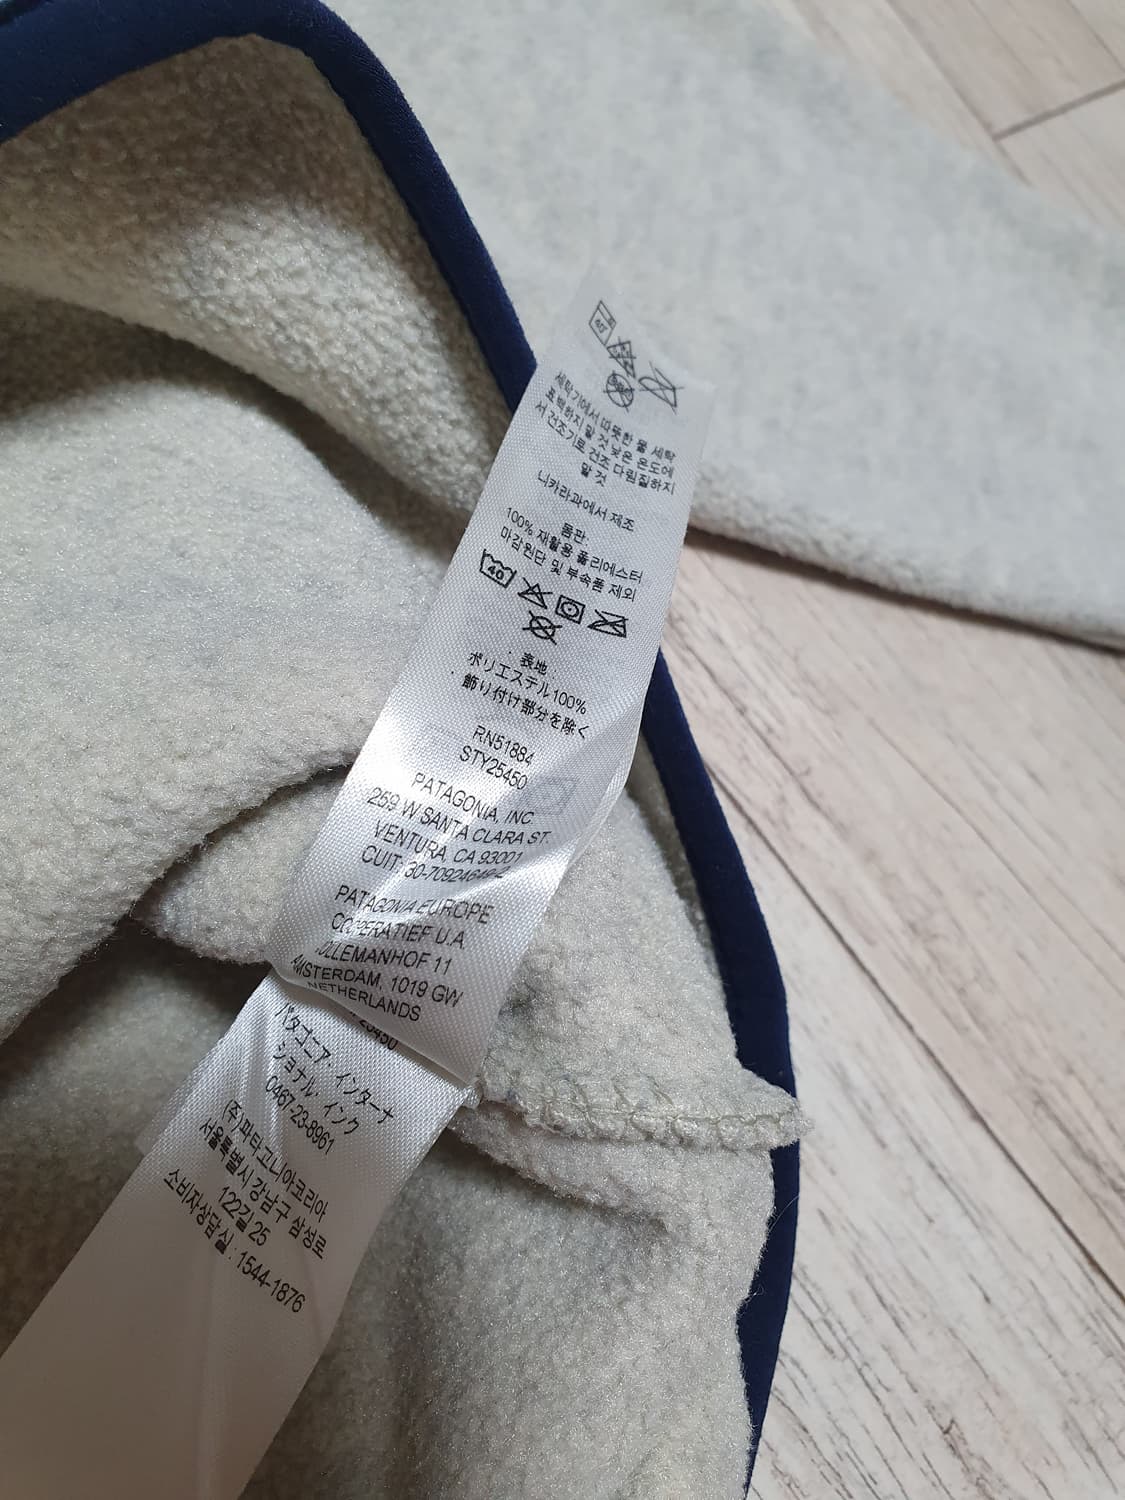 세탁기에서 따뜻한 물 세탁
표백하지 말 것 낮은 온도에
서 건조기로 건조 다림질하지
말 것
니카라과에서 제조
몸판.
100% 재활용 폴리에스터
마감원단 및 부속품 제외
40
· 表地
ポリエステル100%
· 飾り付け部分を除く
RN51884
STY25450
PATAGONIA, INC
259 W SANTA CLARA ST.
VENTURA, CA 93001
CUIT:
PATAGONIA EUROPE
COOPERATIEF U.A
11
AMSTERDAM, 1019 GW
NETHERLANDS
25450
パタゴニア・インターナ
ショナル・インク
0467-23-8961
(주)파타고니아코리아
서울특별시 강남구 삼성로
122길 25
소비자상담실 : 1544-1876